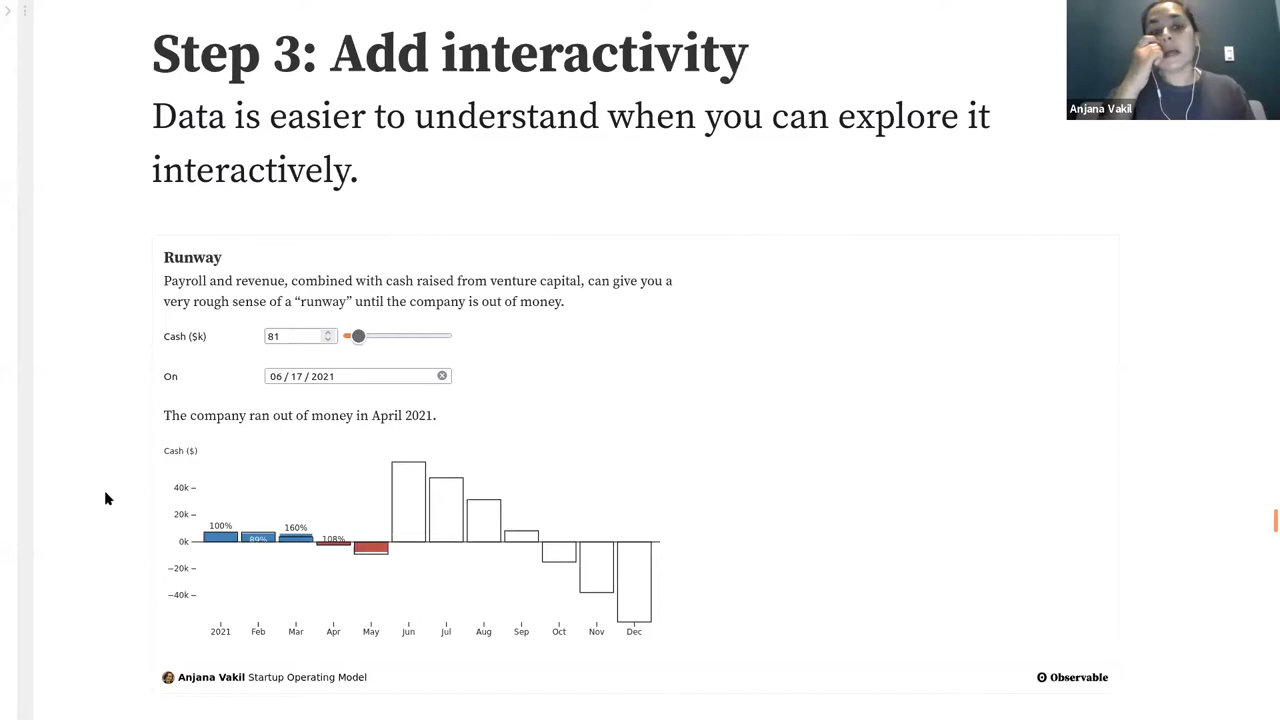 Step 3: Add interactivity
Anjana Vakil
Data is easier to understand when you can explore it
interactively.
Runway
Payroll and revenue, combined with cash raised from venture capital, can give you a
very rough sense of a “runway” until the company is out of money.
Cash ($k) 81
On 06 / 17 / 2021
The company ran out of money in April 2021.
Cash ($)
40k
20k
0k
−20k
−40k
100% 89% 160% 108%
2021 Feb Mar Apr May Jun Jul Aug Sep Oct Nov Dec
Anjana Vakil Startup Operating Model
Observable